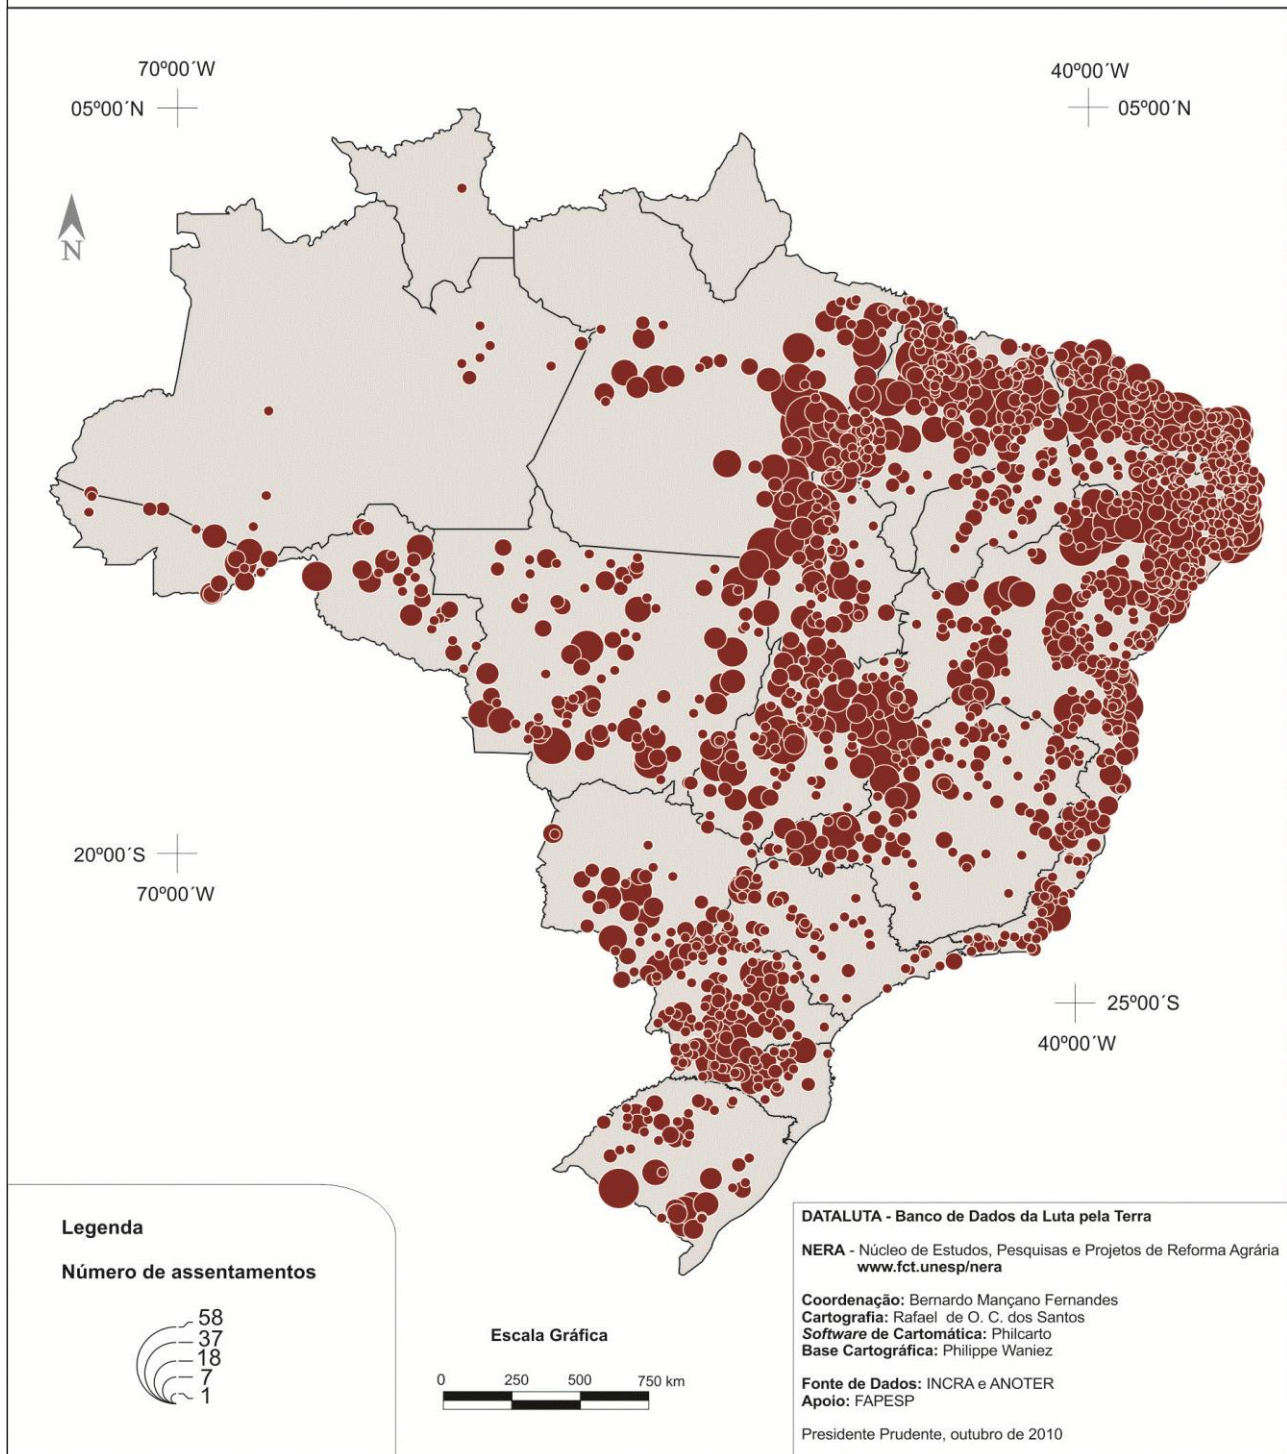 70º00´W
40º00´W
05º00´N
05º00´N
N
20º00´S
70º00´W
25º00´S
40º00´W
Legenda
Número de assentamentos
58
37
18
7
1
Escala Gráfica
0 250 500 750 km
DATALUTA - Banco de Dados da Luta pela Terra
NERA - Núcleo de Estudos, Pesquisas e Projetos de Reforma Agrária
www.fct.unesp/nera
Coordenação: Bernardo Mançano Fernandes
Cartografia: Rafael de O. C. dos Santos
Software de Cartomática: Philcarto
Base Cartográfica: Philippe Waniez
Fonte de Dados: INCRA e ANOTER
Apoio: FAPESP
Presidente Prudente, outubro de 2010